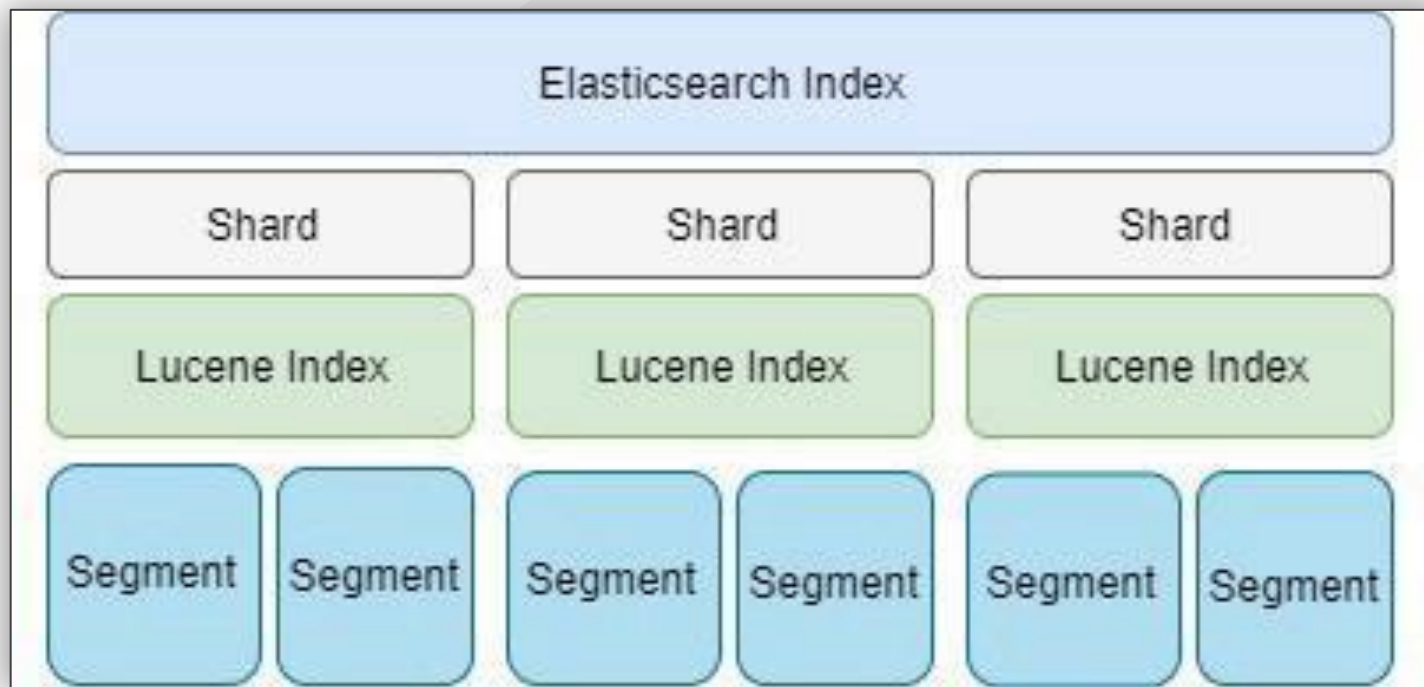 Elasticsearch Index
Shard Shard Shard
Lucene Index Lucene Index Lucene Index
Segment Segment Segment Segment Segment Segment